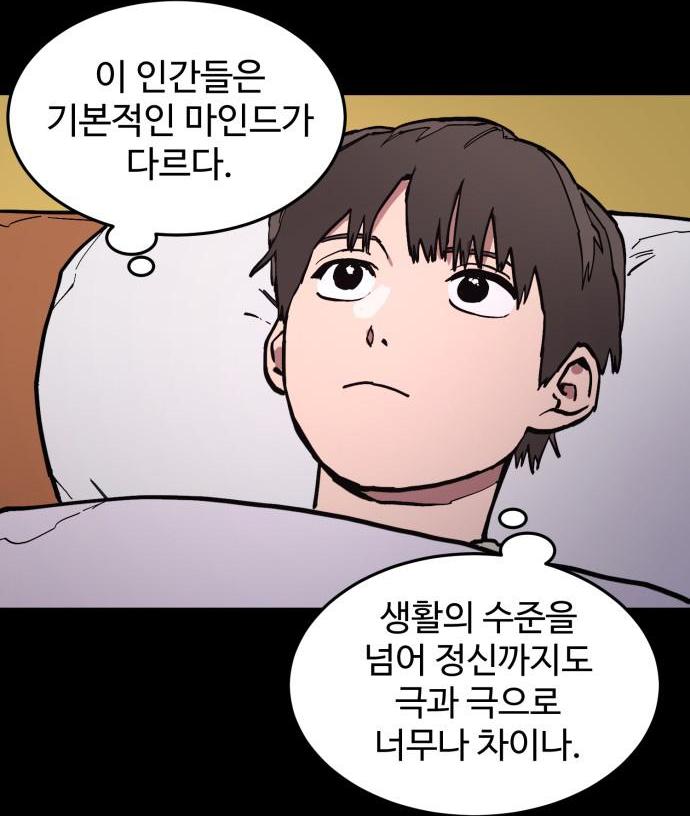 이 인간들은
기본적인 마인드가
다르다.
생활의 수준을
넘어 정신까지도
극과 극으로
너무나 차이나.